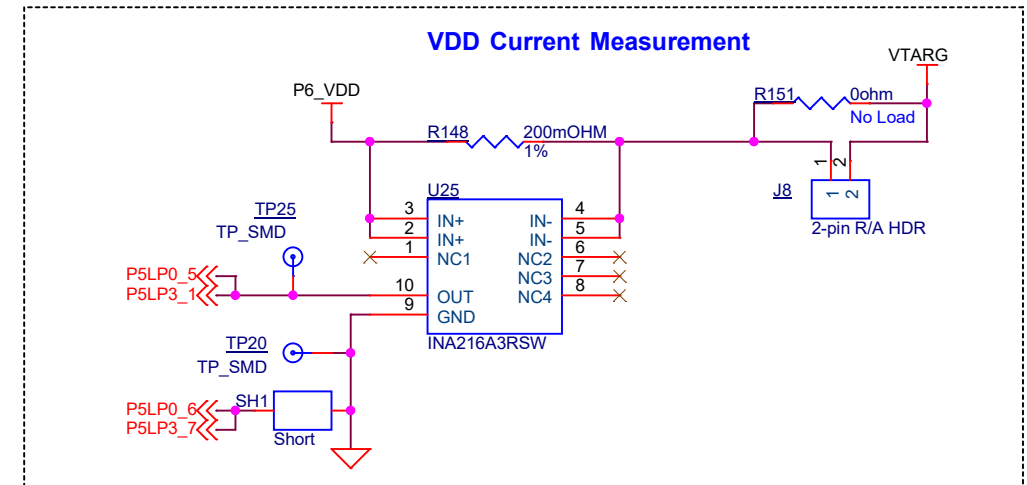 VDD Current Measurement
VTARG
P6_VDD
R151 0ohm
No Load
R148 200mOHM
1%
1 2
U25
J8
1 2
2-pin R/A HDR
TP25
TP_SMD
3 IN+ IN- 4
2 IN+ IN- 5
1 NC1 NC2 6
NC3 7
NC4 8
10 OUT
9 GND
INA216A3RSW
P5LP0_5
P5LP3_1
TP20
TP_SMD
P5LP0_6
P5LP3_7
SH1
Short